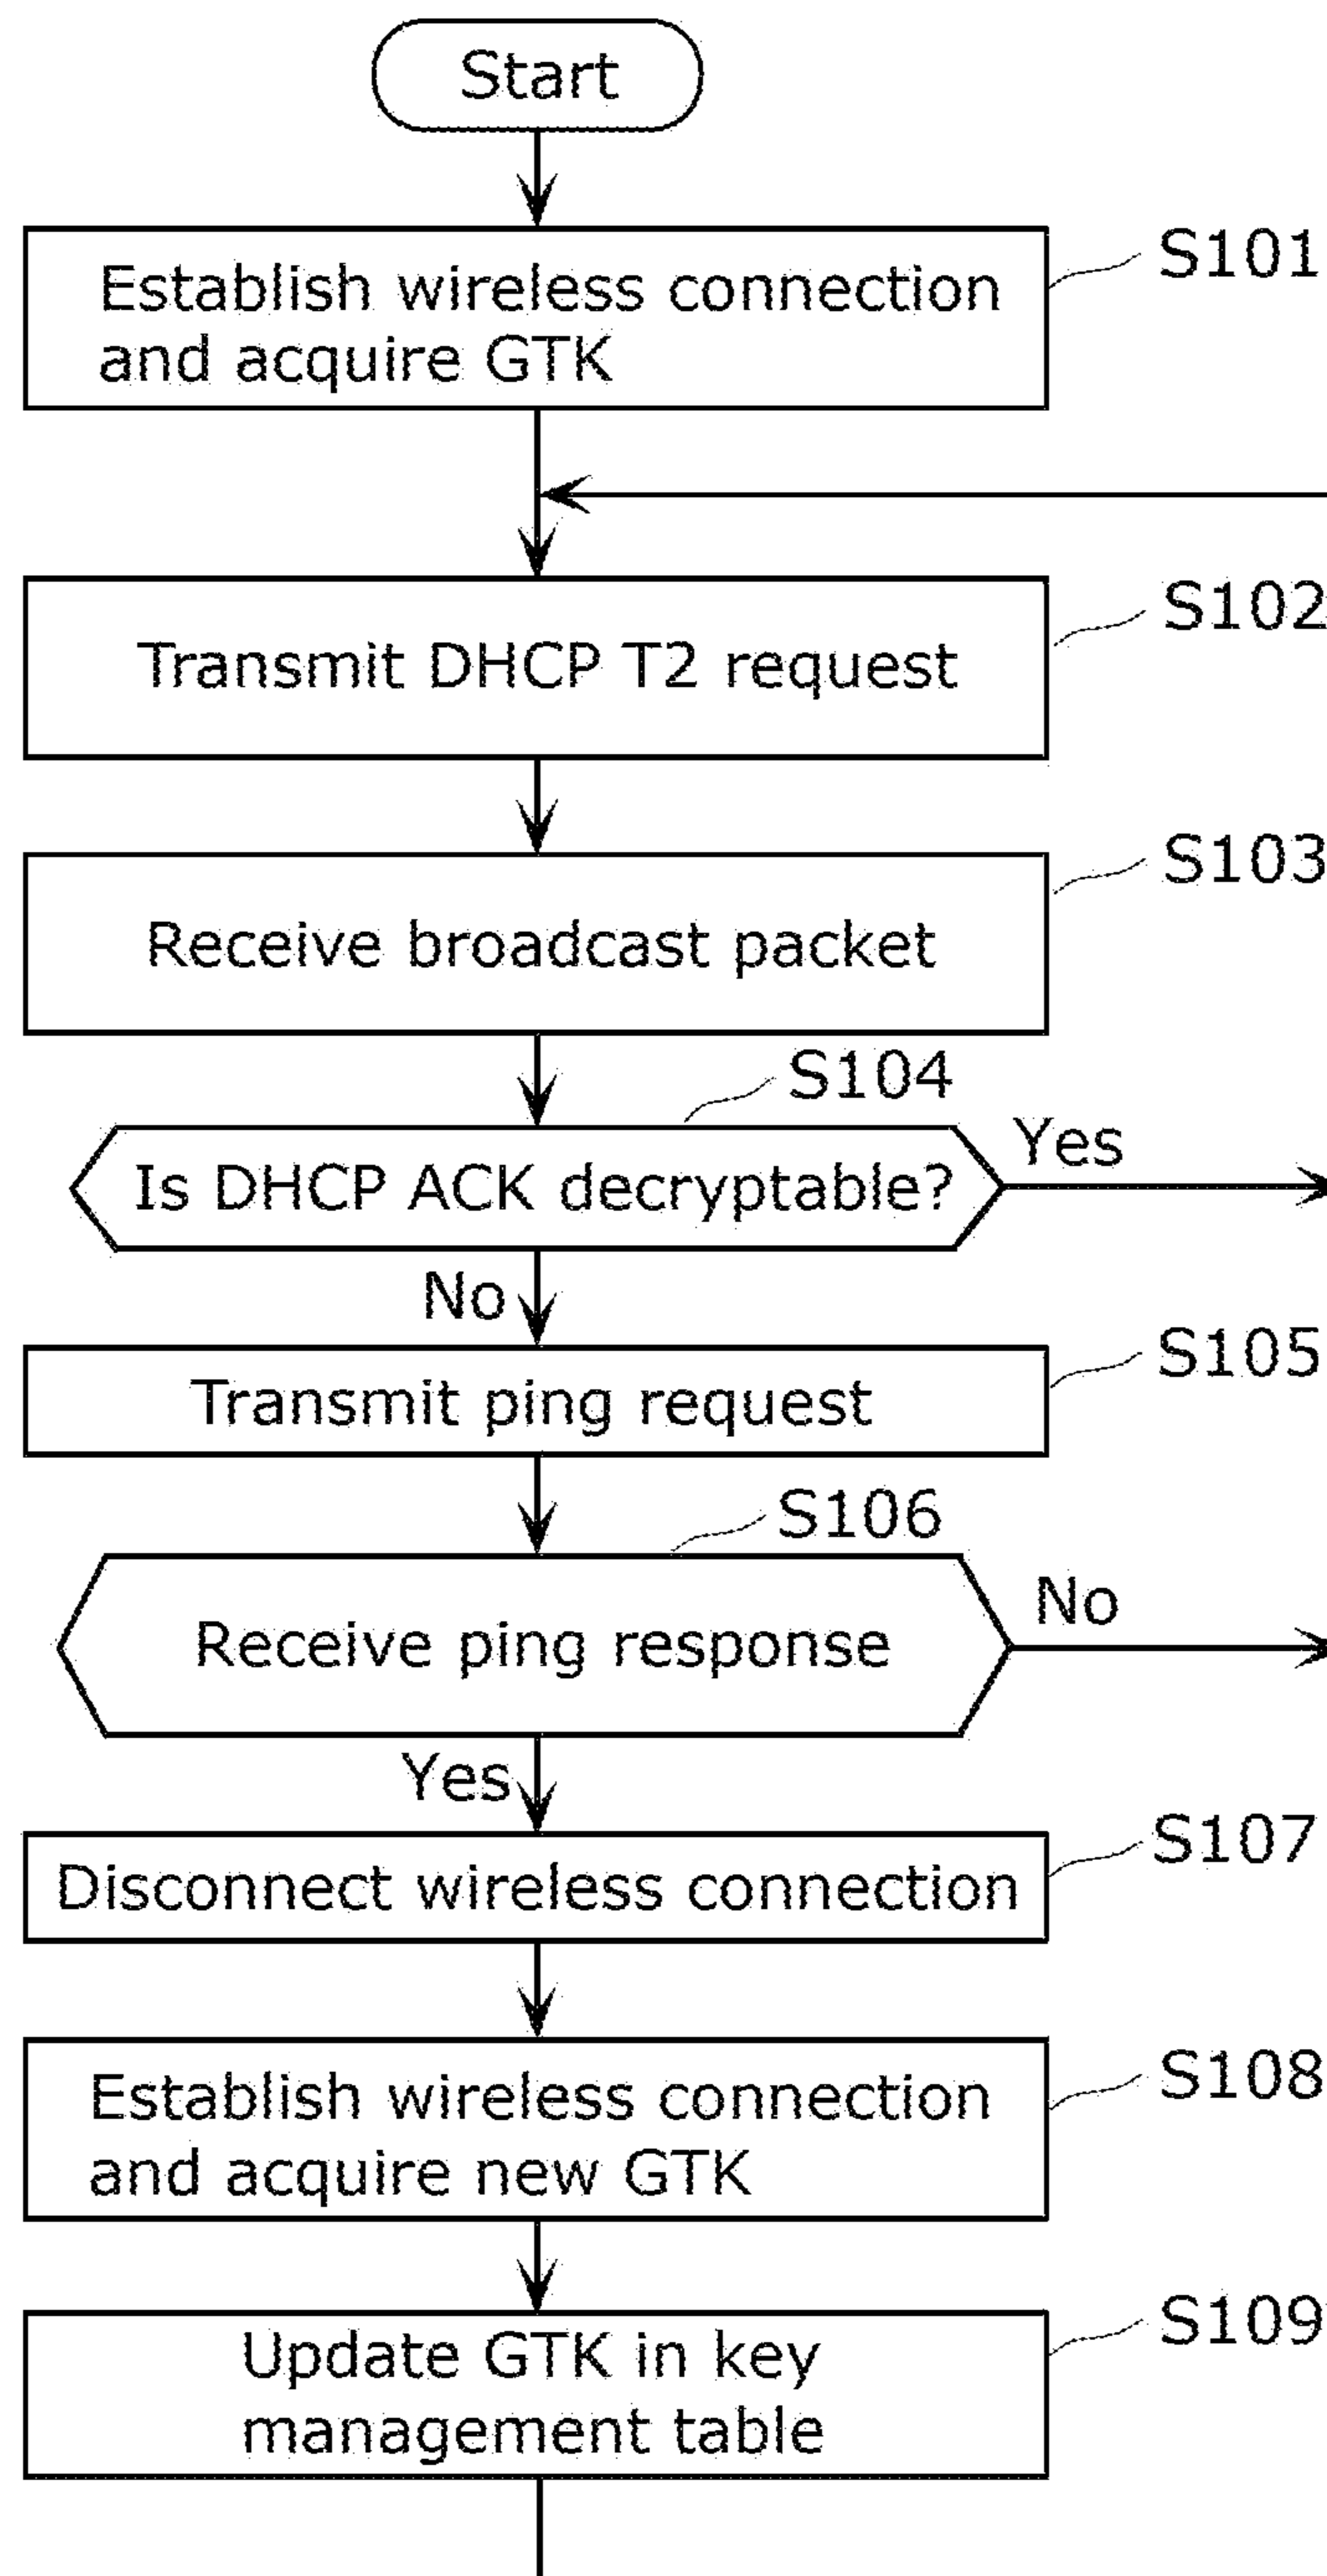 Start
S101
Establish wireless connection
and acquire GTK
S102
Transmit DHCP T2 request
S103
Receive broadcast packet
S104
Is DHCP ACK decryptable?
Yes
No
S105
Transmit ping request
S106
Receive ping response
No
Yes
S107
Disconnect wireless connection
S108
Establish wireless connection
and acquire new GTK
S109
Update GTK in key
management table